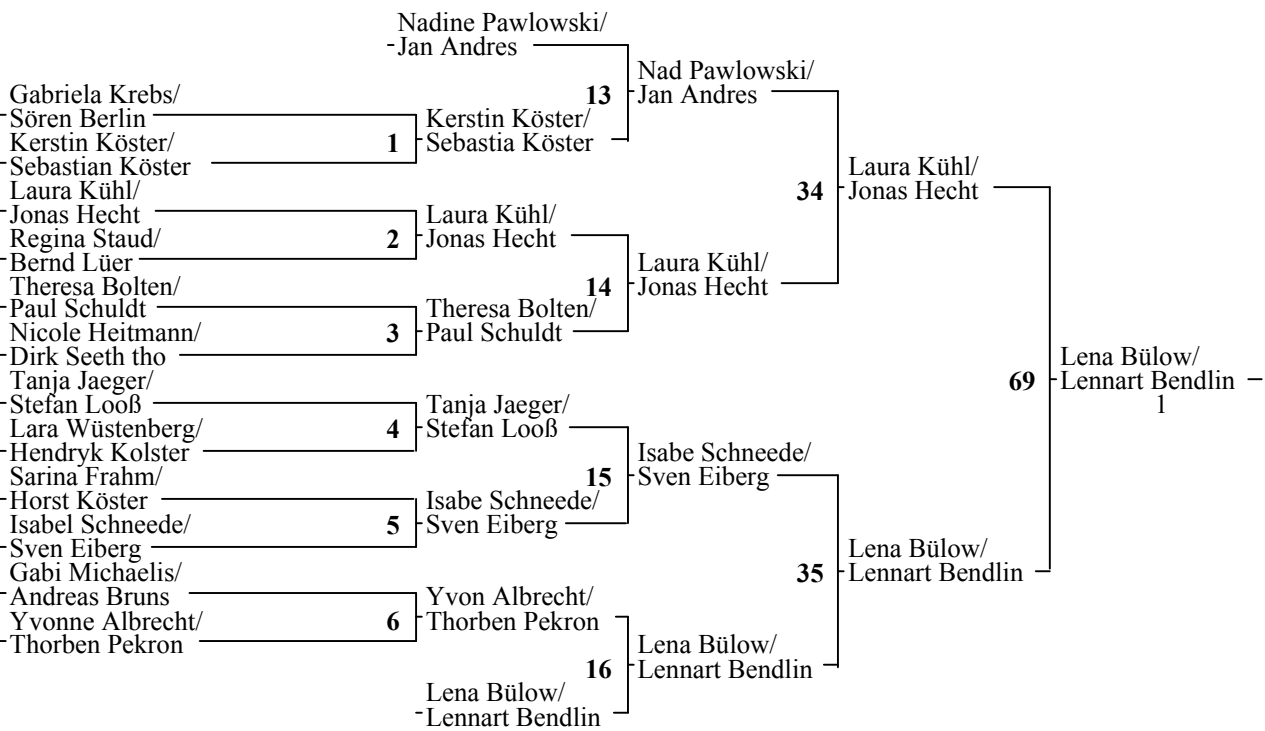 Nadine Pawlowski/
Jan Andres
13
Nad Pawlowski/
Jan Andres
Gabriela Krebs/
Sören Berlin
1
Kerstin Köster/
Sebastia Köster
Kerstin Köster/
Sebastian Köster
34
Laura Kühl/
Jonas Hecht
Laura Kühl/
Jonas Hecht
2
Laura Kühl/
Jonas Hecht
Regina Staud/
Bernd Lüer
14
Laura Kühl/
Jonas Hecht
Theresa Bolten/
Paul Schuldt
3
Theresa Bolten/
Paul Schuldt
Nicole Heitmann/
Dirk Seeth tho
69
Lena Bülow/
Lennart Bendlin
1
Tanja Jaeger/
Stefan Looß
4
Tanja Jaeger/
Stefan Looß
Lara Wüstenberg/
Hendryk Kolster
15
Isabe Schneede/
Sven Eiberg
Sarina Frahm/
Horst Köster
5
Isabe Schneede/
Sven Eiberg
Isabel Schneede/
Sven Eiberg
35
Lena Bülow/
Lennart Bendlin
Gabi Michaelis/
Andreas Bruns
6
Yvon Albrecht/
Thorben Pekron
Yvonne Albrecht/
Thorben Pekron
16
Lena Bülow/
Lennart Bendlin
Lena Bülow/
Lennart Bendlin